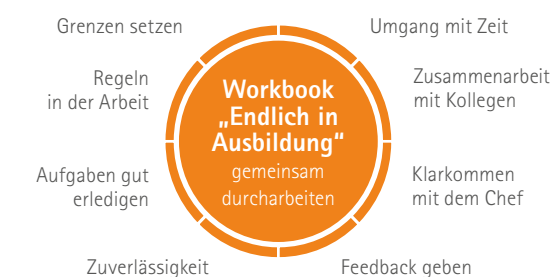 Grenzen setzen
Umgang mit Zeit
Regeln
in der Arbeit
Workbook
„Endlich in
Ausbildung“
gemeinsam
durcharbeiten
Zusammenarbeit
mit Kollegen
Aufgaben gut
erledigen
Klarkommen
mit dem Chef
Zuverlässigkeit
Feedback geben